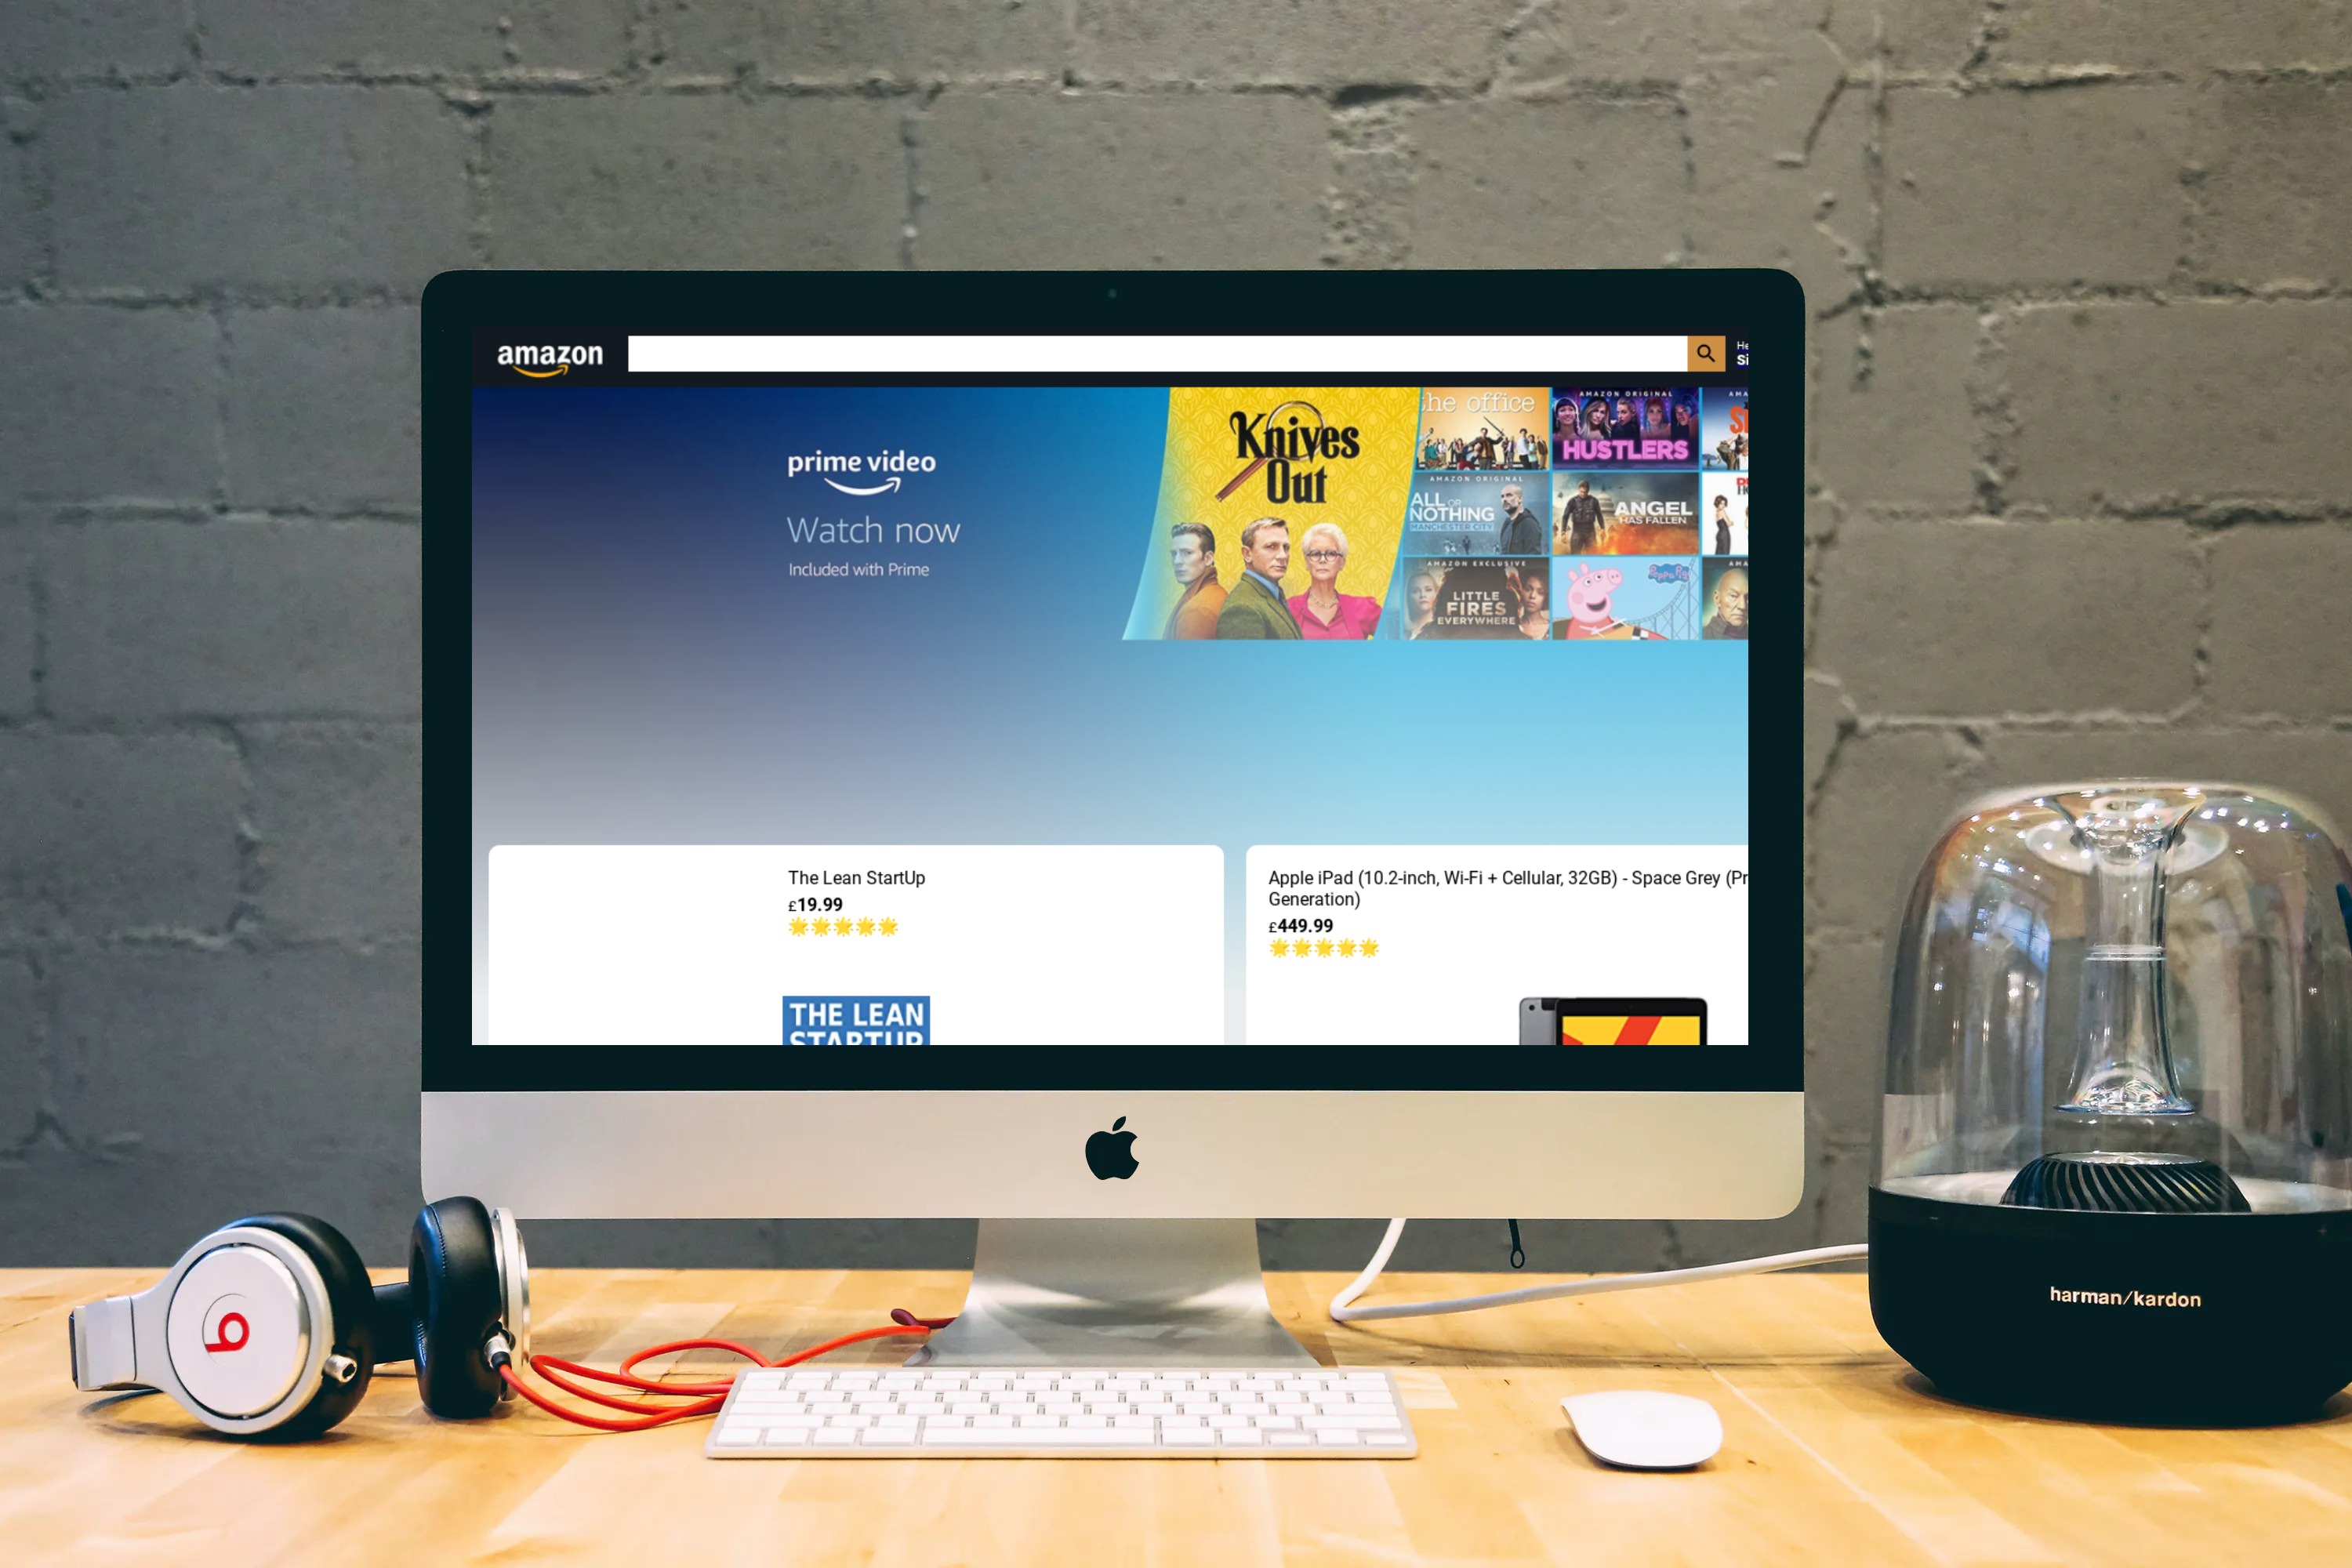 amazon
He
Si
prime video
Watch now
Included with Prime
Knives
Out
the office
AMAZON ORIGINAL
HUSTLERS
AMA
AMAZON ORIGINAL
ALL OR
NOTHING
MANCHESTER CITY
ANGEL
HAS FALLEN
AMAZON EXCLUSIVE
LITTLE
FIRES
EVERYWHERE
Peppa Pig
AMA
The Lean StartUp
£19.99
Apple iPad (10.2-inch, Wi-Fi + Cellular, 32GB) - Space Grey (Pr
Generation)
£449.99
THE LEAN
STARTUP
b
harman/kardon